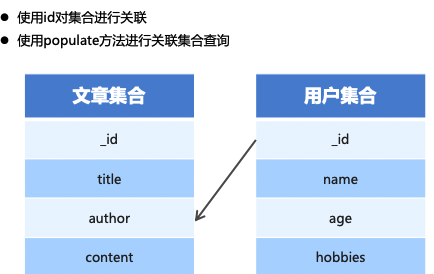 使用id对集合进行关联
使用populate方法进行关联集合查询
文章集合 用户集合
_id _id
title name
author age
content hobbies